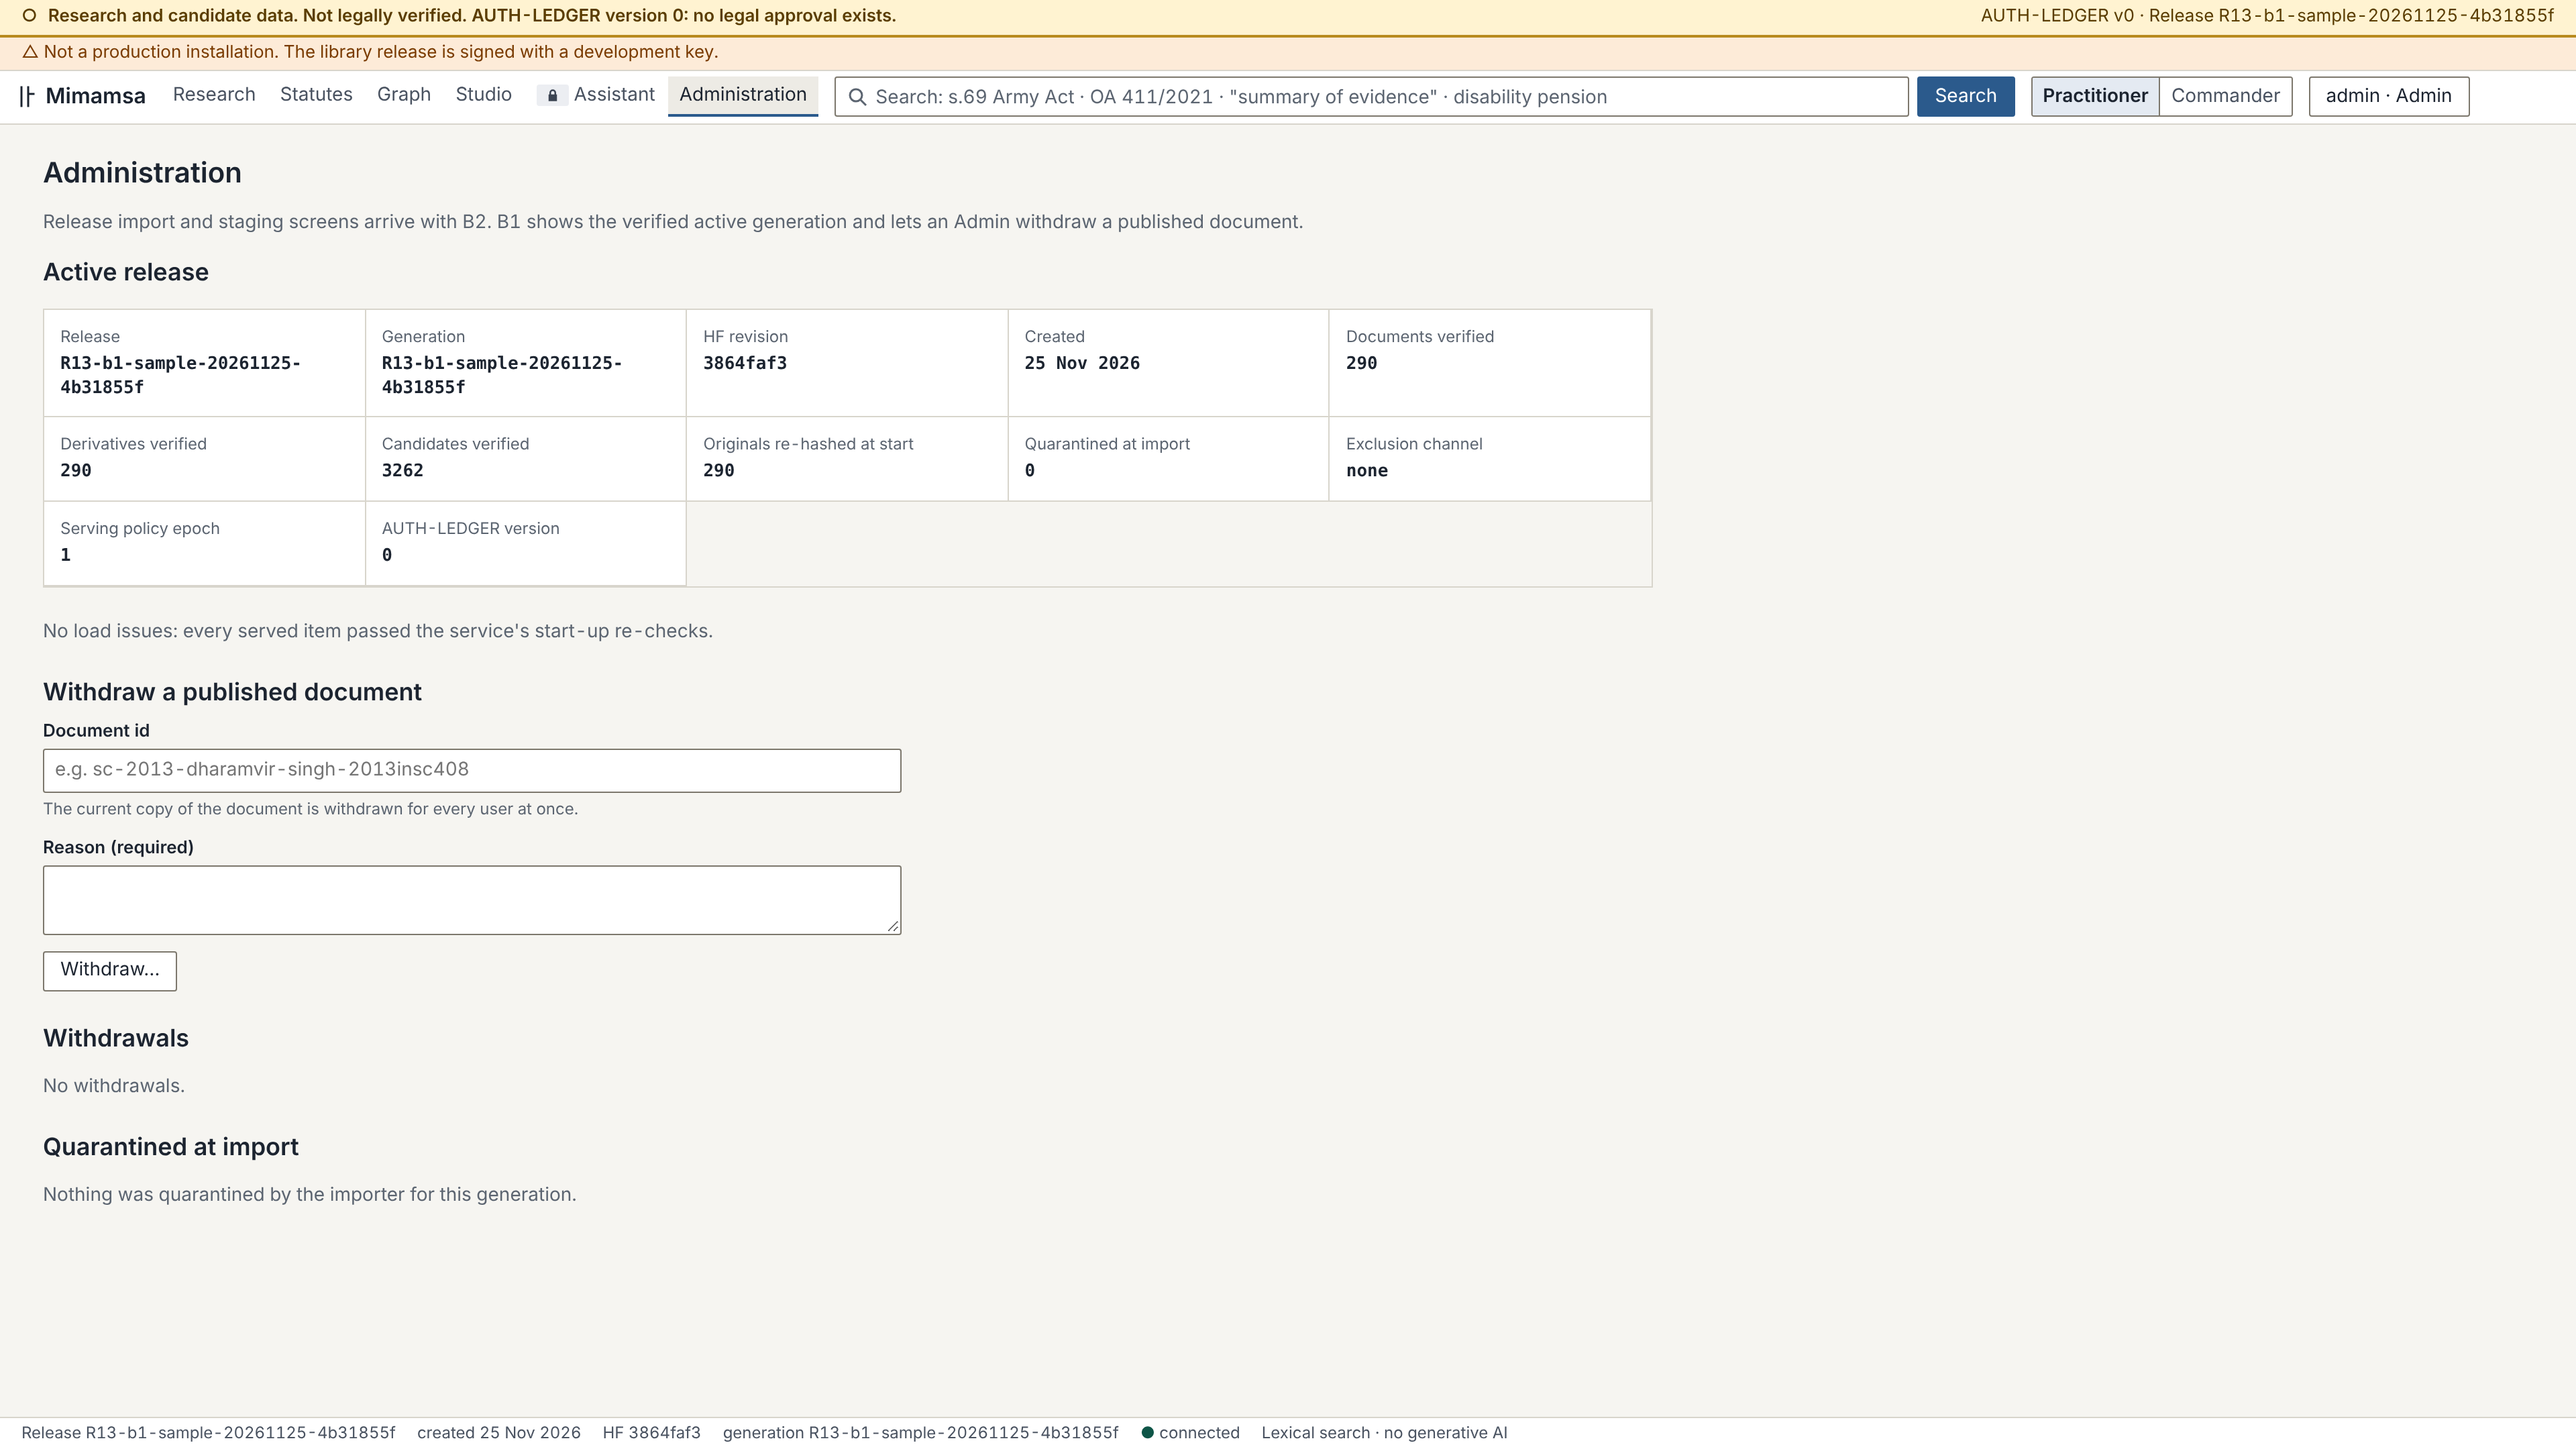 Research and candidate data. Not legally verified. AUTH-LEDGER version 0: no legal approval exists.
AUTH-LEDGER v0 · Release R13-b1-sample-20261125-4b31855f
Not a production installation. The library release is signed with a development key.
Mimamsa
Research
Statutes
Graph
Studio
Assistant
Administration
Search: s.69 Army Act · OA 411/2021 · "summary of evidence" · disability pension
Search
Practitioner
Commander
admin · Admin
Administration
Release import and staging screens arrive with B2. B1 shows the verified active generation and lets an Admin withdraw a published document.
Active release
Release
R13-b1-sample-20261125-
4b31855f
Generation
R13-b1-sample-20261125-
4b31855f
HF revision
3864faf3
Created
25 Nov 2026
Documents verified
290
Derivatives verified
290
Candidates verified
3262
Originals re-hashed at start
290
Quarantined at import
0
Exclusion channel
none
Serving policy epoch
1
AUTH-LEDGER version
0
No load issues: every served item passed the service's start-up re-checks.
Withdraw a published document
Document id
e.g. sc-2013-dharamvir-singh-2013insc408
The current copy of the document is withdrawn for every user at once.
Reason (required)
Withdraw...
Withdrawals
No withdrawals.
Quarantined at import
Nothing was quarantined by the importer for this generation.
Release R13-b1-sample-20261125-4b31855f
created 25 Nov 2026
HF 3864faf3
generation R13-b1-sample-20261125-4b31855f
connected
Lexical search · no generative AI